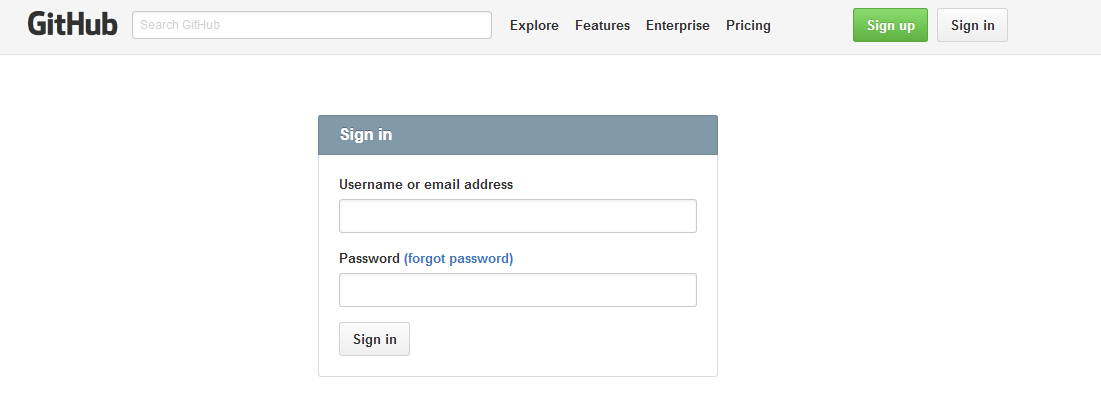 GitHub Search GitHub Explore Features Enterprise Pricing Sign up Sign in
Sign in
Username or email address
Password (forgot password)
Sign in